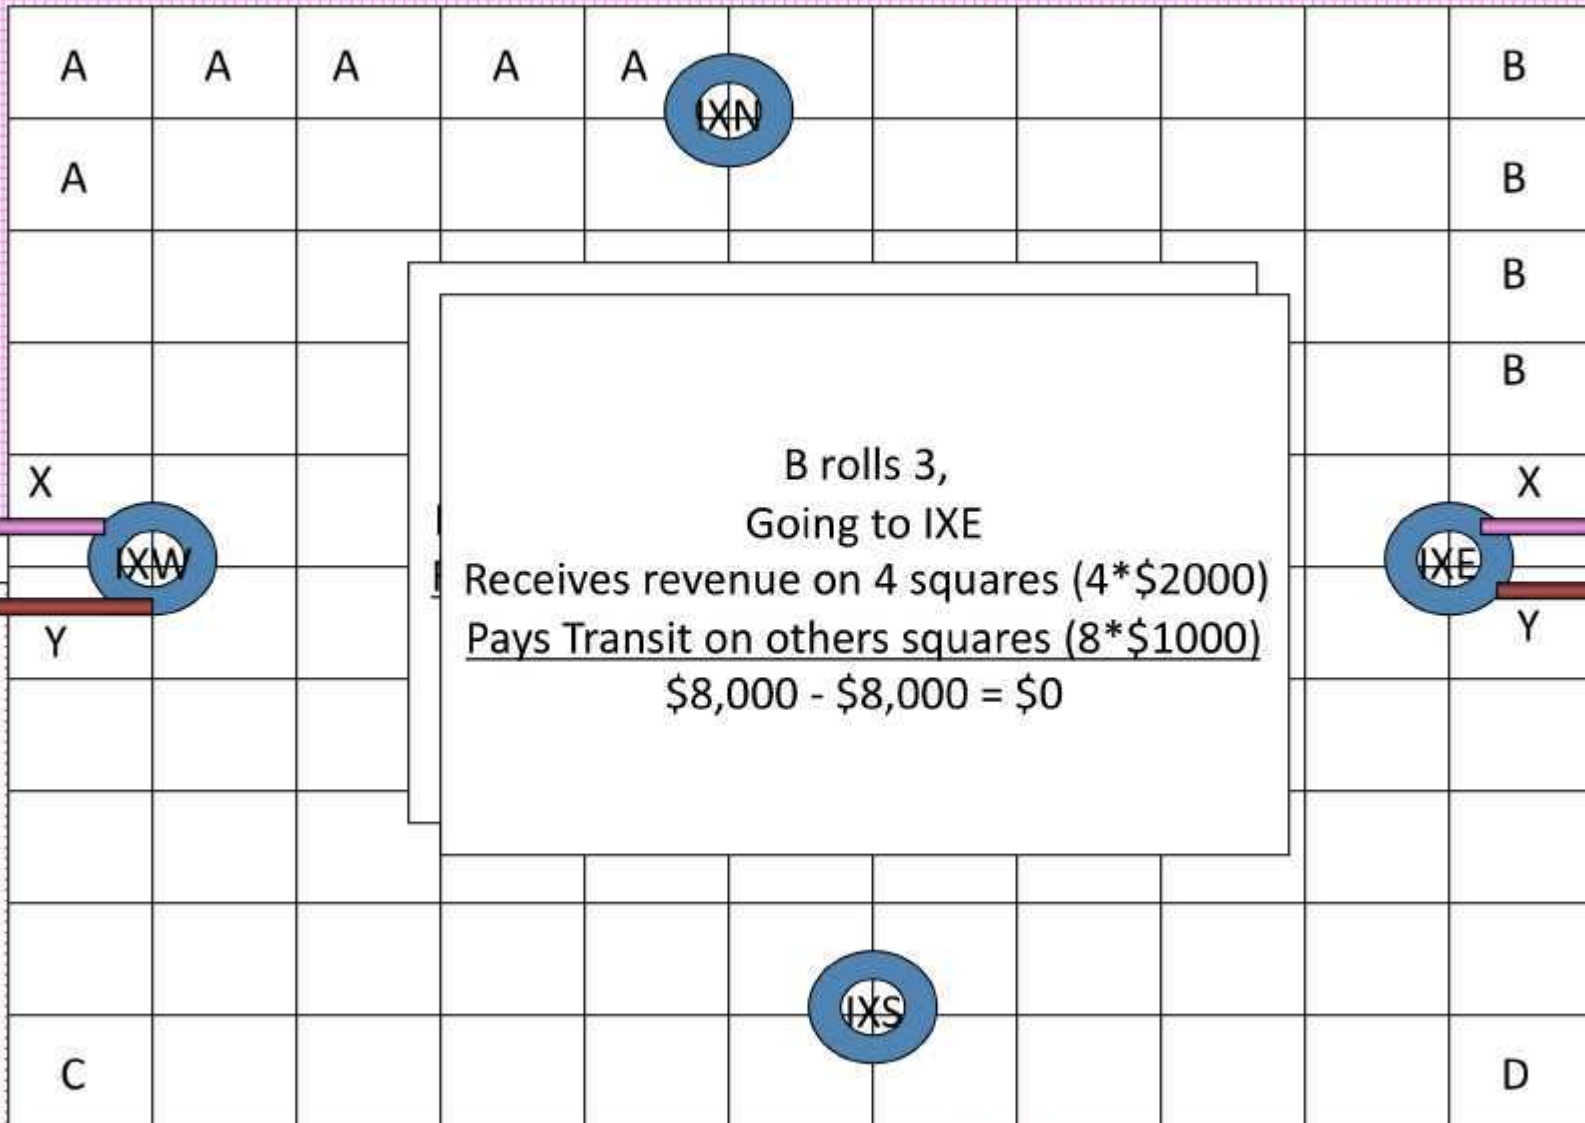 A A A A A B
IXN
A B
B
B
X X
IXW IXE
Y Y
B rolls 3,
Going to IXE
Receives revenue on 4 squares (4*$2000)
Pays Transit on others squares (8*$1000)
$8,000 - $8,000 = $0
IXS
C D